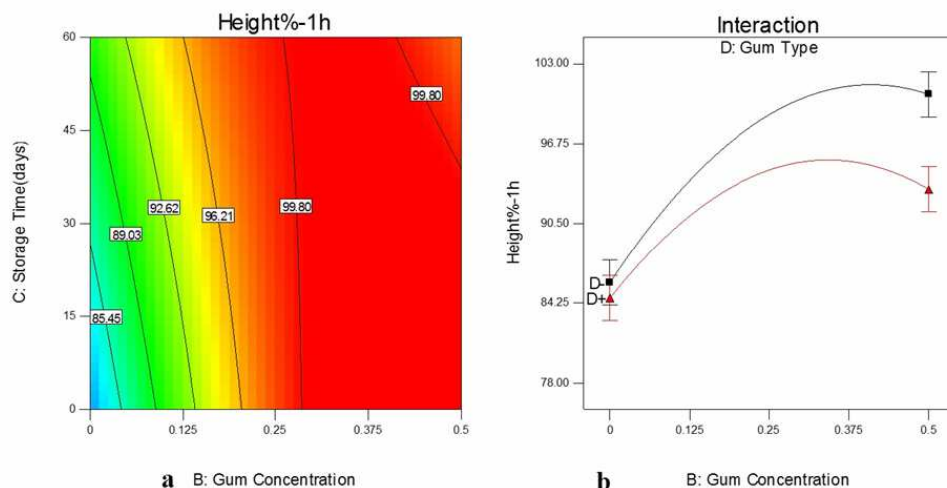 Height%-1h
60
45
30
15
0
C: Storage Time(days)
99.80
92.62
96.21
99.80
89.03
85.45
0
0.125
0.25
0.375
0.5
a B: Gum Concentration
Interaction
D: Gum Type
103.00
96.75
90.50
84.25
78.00
Height%-1h
D-
D+
0
0.125
0.25
0.375
0.5
b B: Gum Concentration